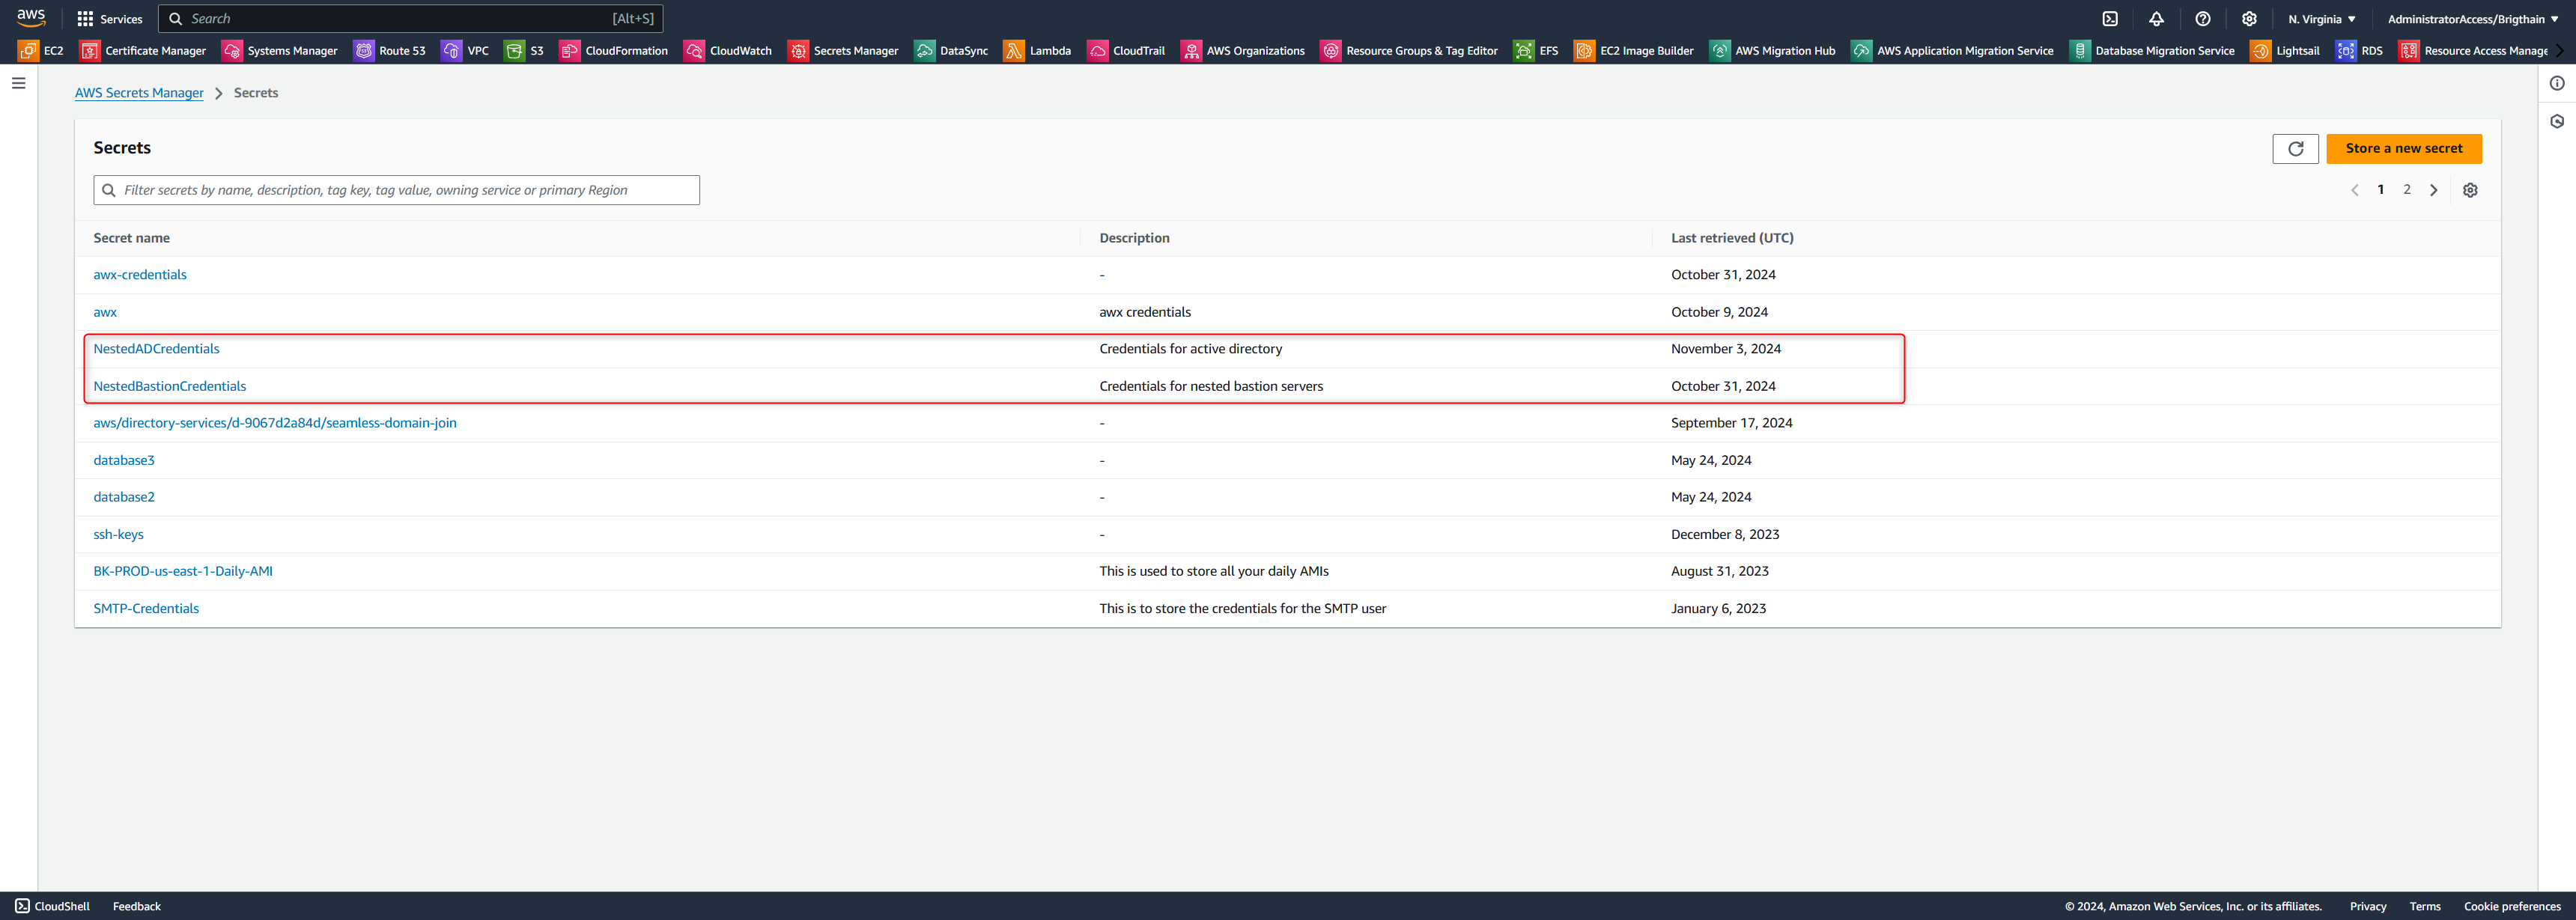 aws Services Search [Alt+S] N. Virginia AdministratorAccess/Brigthain
EC2 Certificate Manager Systems Manager Route 53 VPC S3 CloudFormation CloudWatch Secrets Manager DataSync Lambda CloudTrail AWS Organizations Resource Groups & Tag Editor EFS EC2 Image Builder AWS Migration Hub AWS Application Migration Service Database Migration Service Lightsail RDS Resource Access Manage
AWS Secrets Manager Secrets
Secrets Store a new secret
Filter secrets by name, description, tag key, tag value, owning service or primary Region 1 2
Secret name Description Last retrieved (UTC)
awx-credentials - October 31, 2024
awx awx credentials October 9, 2024
NestedADCredentials Credentials for active directory November 3, 2024
NestedBastionCredentials Credentials for nested bastion servers October 31, 2024
aws/directory-services/d-9067d2a84d/seamless-domain-join - September 17, 2024
database3 - May 24, 2024
database2 - May 24, 2024
ssh-keys - December 8, 2023
BK-PROD-us-east-1-Daily-AMI This is used to store all your daily AMIs August 31, 2023
SMTP-Credentials This is to store the credentials for the SMTP user January 6, 2023
CloudShell Feedback © 2024, Amazon Web Services, Inc. or its affiliates. Privacy Terms Cookie preferences